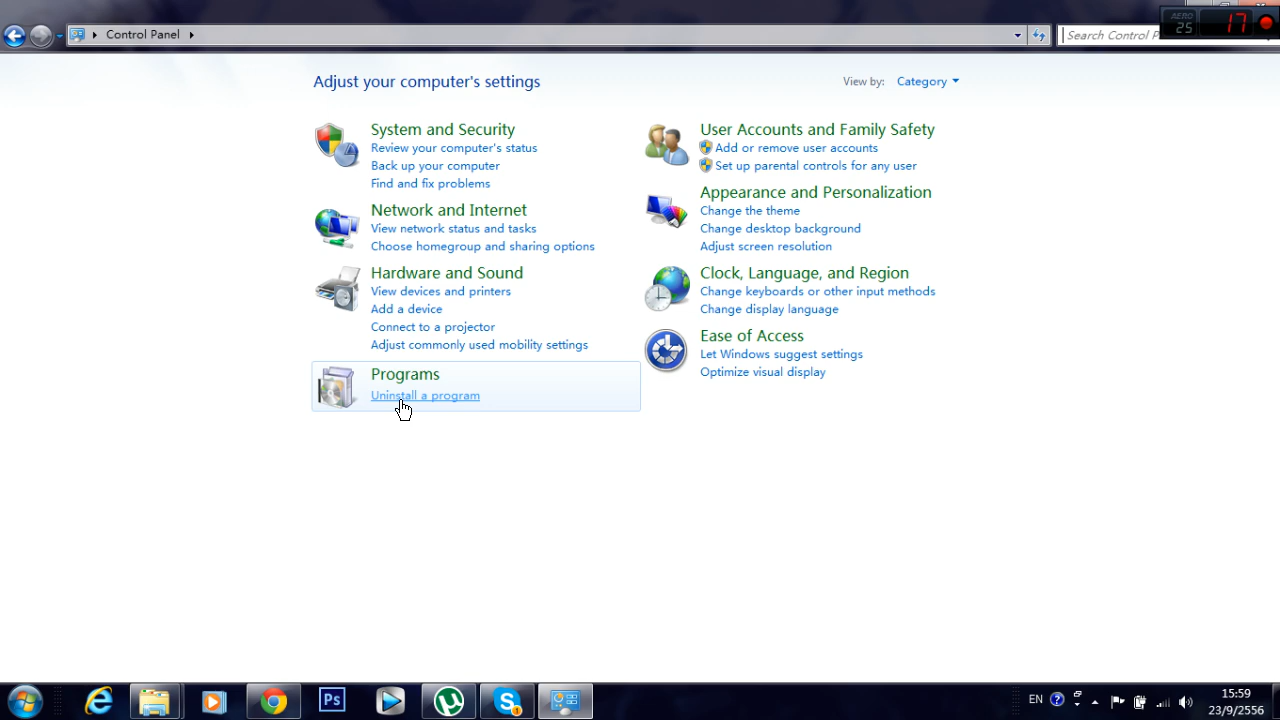 Control Panel
Search Control P
AERO
25
17
Adjust your computer's settings
View by: Category
System and Security
Review your computer's status
Back up your computer
Find and fix problems
Network and Internet
View network status and tasks
Choose homegroup and sharing options
Hardware and Sound
View devices and printers
Add a device
Connect to a projector
Adjust commonly used mobility settings
Programs
Uninstall a program
User Accounts and Family Safety
Add or remove user accounts
Set up parental controls for any user
Appearance and Personalization
Change the theme
Change desktop background
Adjust screen resolution
Clock, Language, and Region
Change keyboards or other input methods
Change display language
Ease of Access
Let Windows suggest settings
Optimize visual display
Ps
EN
15:59
23/9/2556